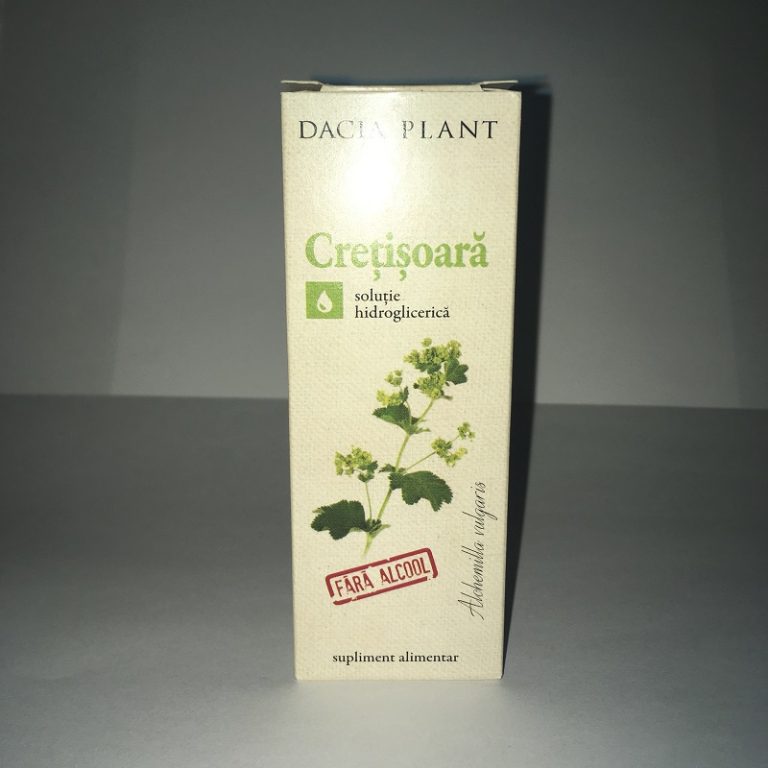 DACIA PLANT
Crețișoară
soluție
hidroglicerică
Alchemilla vulgaris
FĂRĂ ALCOOL
supliment alimentar